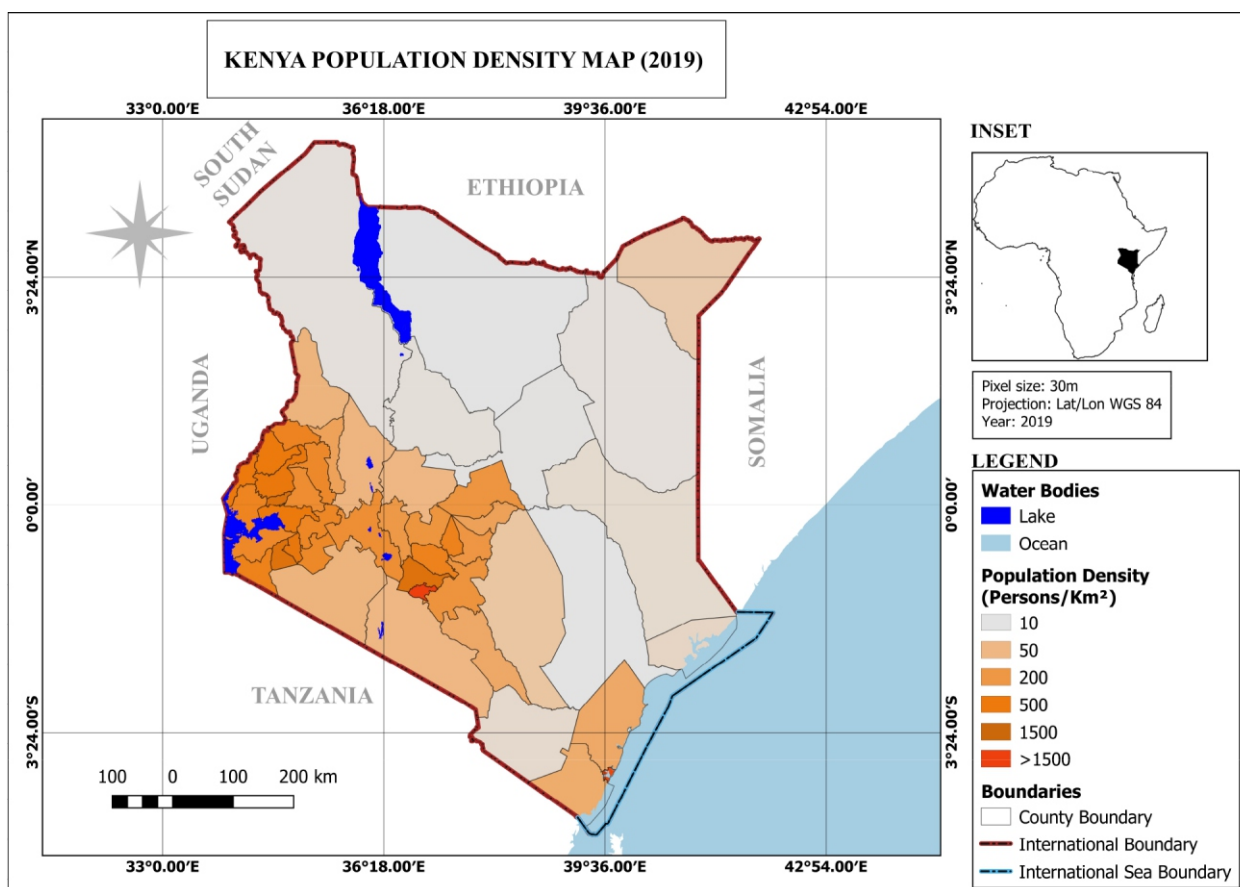 KENYA POPULATION DENSITY MAP (2019)
33°0.00′E 36°18.00′E 39°36.00′E 42°54.00′E
SOUTH
SUDAN
ETHIOPIA
UGANDA
SOMALIA
TANZANIA
3°24.00′N
0°0.00′
3°24.00′S
3°24.00′N
0°0.00′
3°24.00′S
100 0 100 200 km
33°0.00′E 36°18.00′E 39°36.00′E 42°54.00′E
INSET
Pixel size: 30m
Projection: Lat/Lon WGS 84
Year: 2019
LEGEND
Water Bodies
Lake
Ocean
Population Density
(Persons/Km²)
10
50
200
500
1500
>1500
Boundaries
County Boundary
International Boundary
International Sea Boundary